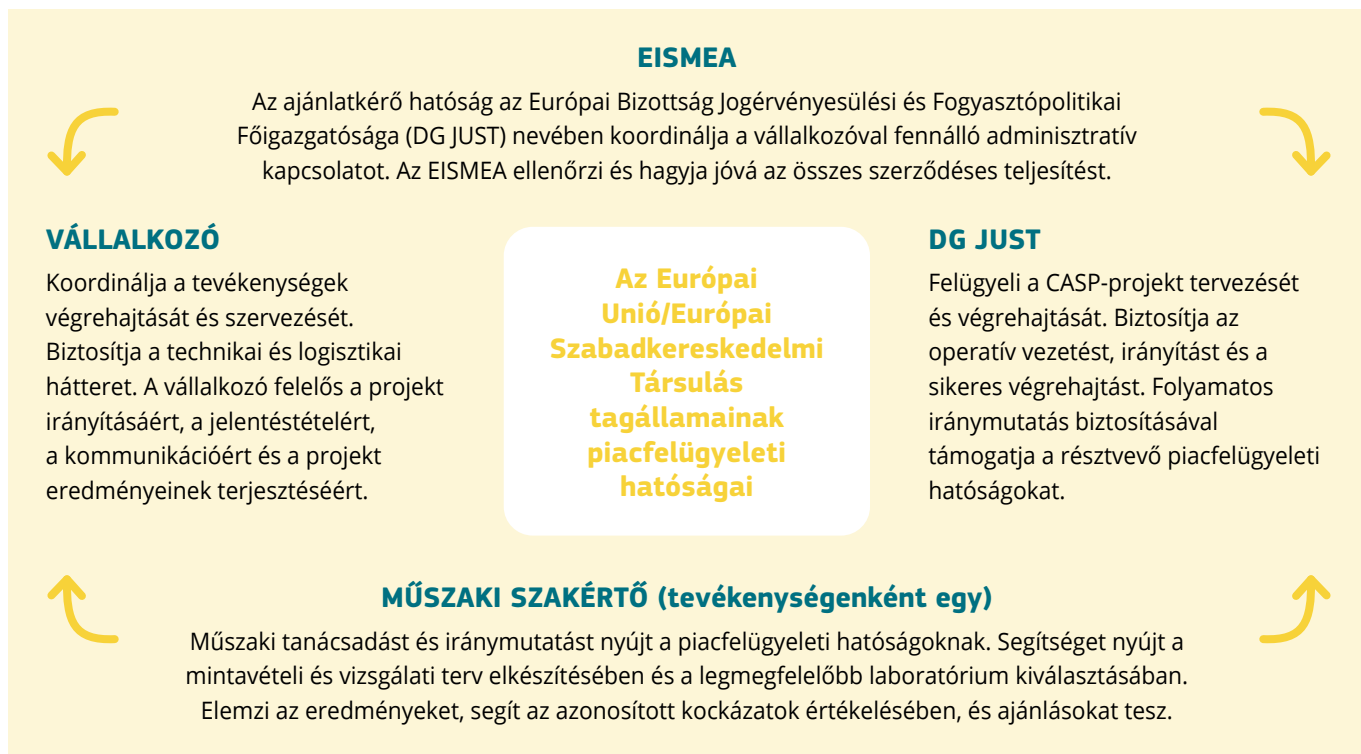 EISMEA
Az ajánlatkérő hatóság az Európai Bizottság Jogérvényesülési és Fogyasztópolitikai
Főigazgatósága (DG JUST) nevében koordinálja a vállalkozóval fennálló adminisztratív
kapcsolatot. Az EISMEA ellenőrzi és hagyja jóvá az összes szerződéses teljesítést.
VÁLLALKOZÓ
Koordinálja a tevékenységek
végrehajtását és szervezését.
Biztosítja a technikai és logisztikai
hátteret. A vállalkozó felelős a projekt
irányításáért, a jelentéstételért,
a kommunikációért és a projekt
eredményeinek terjesztéséért.
Az Európai
Unió/Európai
Szabadkereskedelmi
Társulás
tagállamainak
piacfelügyeleti
hatóságai
DG JUST
Felügyeli a CASP-projekt tervezését
és végrehajtását. Biztosítja az
operatív vezetést, irányítást és a
sikeres végrehajtást. Folyamatos
iránymutatás biztosításával
támogatja a résztvevő piacfelügyeleti
hatóságokat.
MŰSZAKI SZAKÉRTŐ (tevékenységenként egy)
Műszaki tanácsadást és iránymutatást nyújt a piacfelügyeleti hatóságoknak. Segítséget nyújt a
mintavételi és vizsgálati terv elkészítésében és a legmegfelelőbb laboratórium kiválasztásában.
Elemzi az eredményeket, segít az azonosított kockázatok értékelésében, és ajánlásokat tesz.